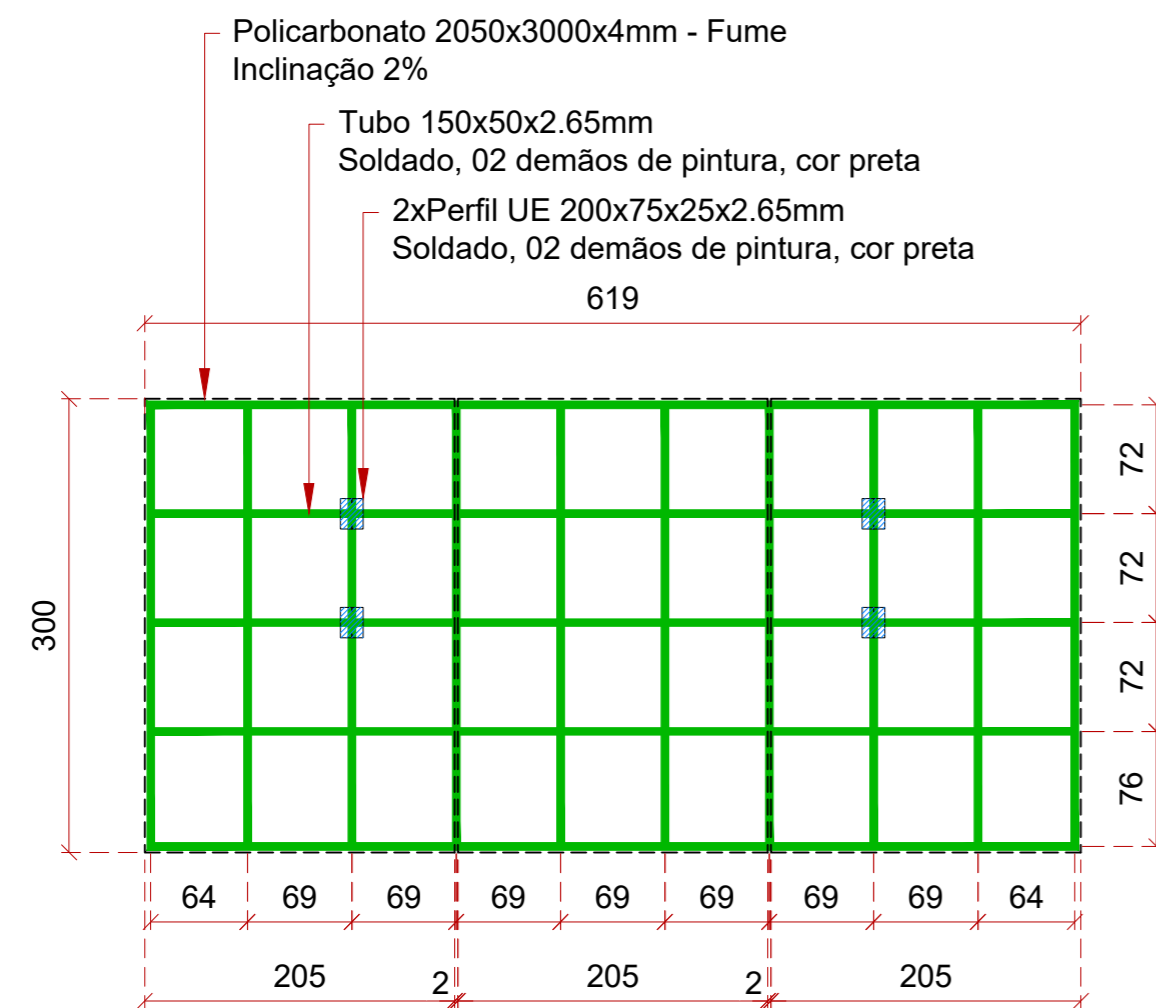 Policarbonato 2050x3000x4mm - Fume
Inclinação 2%
Tubo 150x50x2.65mm
Soldado, 02 demãos de pintura, cor preta
2xPerfil UE 200x75x25x2.65mm
Soldado, 02 demãos de pintura, cor preta
619
300
72
72
72
76
64 69 69 69 69 69 69 69 64
205 2 205 2 205